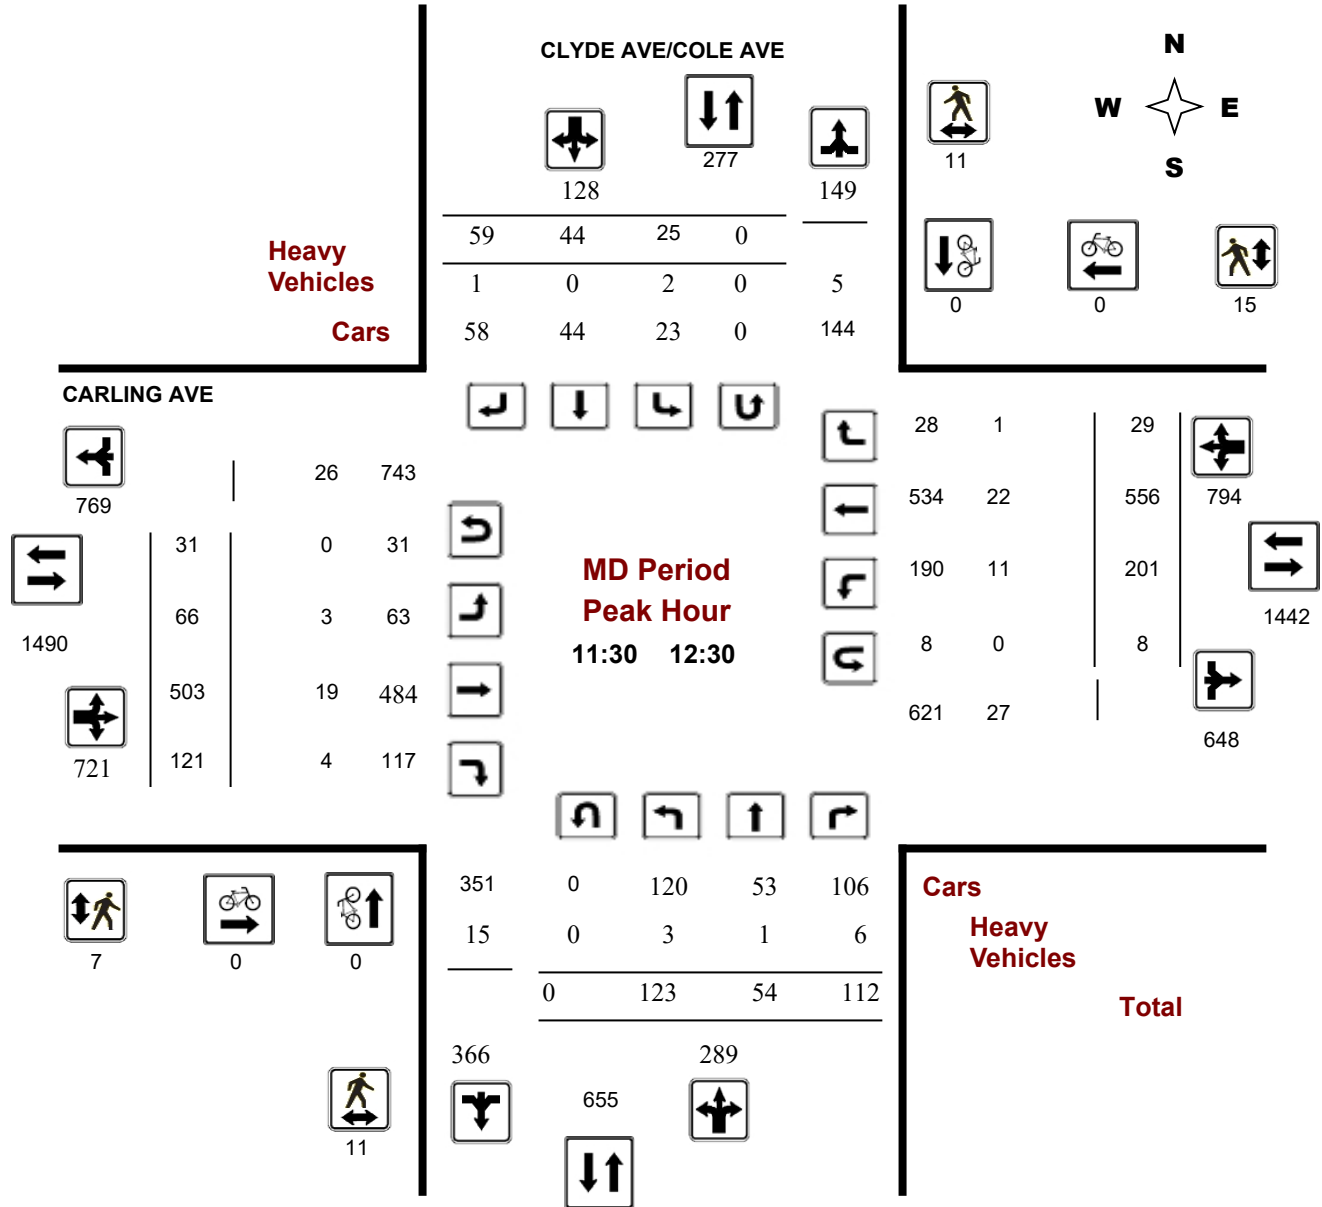 CLYDE AVE/COLE AVE
N
W E
S
277
11
128 149
59 44 25 0
Heavy
Vehicles
1 0 2 0 5
0 0 15
Cars
58 44 23 0 144
CARLING AVE
28 1 29
26 743
769
534 22 556 794
31 0 31
MD Period
190 11 201
66 3 63
Peak Hour
1442
1490
11:30 12:30
8 0 8
503 19 484
621 27
648
721 121 4 117
351 0 120 53 106
Cars
15 0 3 1 6
Heavy
Vehicles
7 0 0
0 123 54 112
Total
366 289
655
11